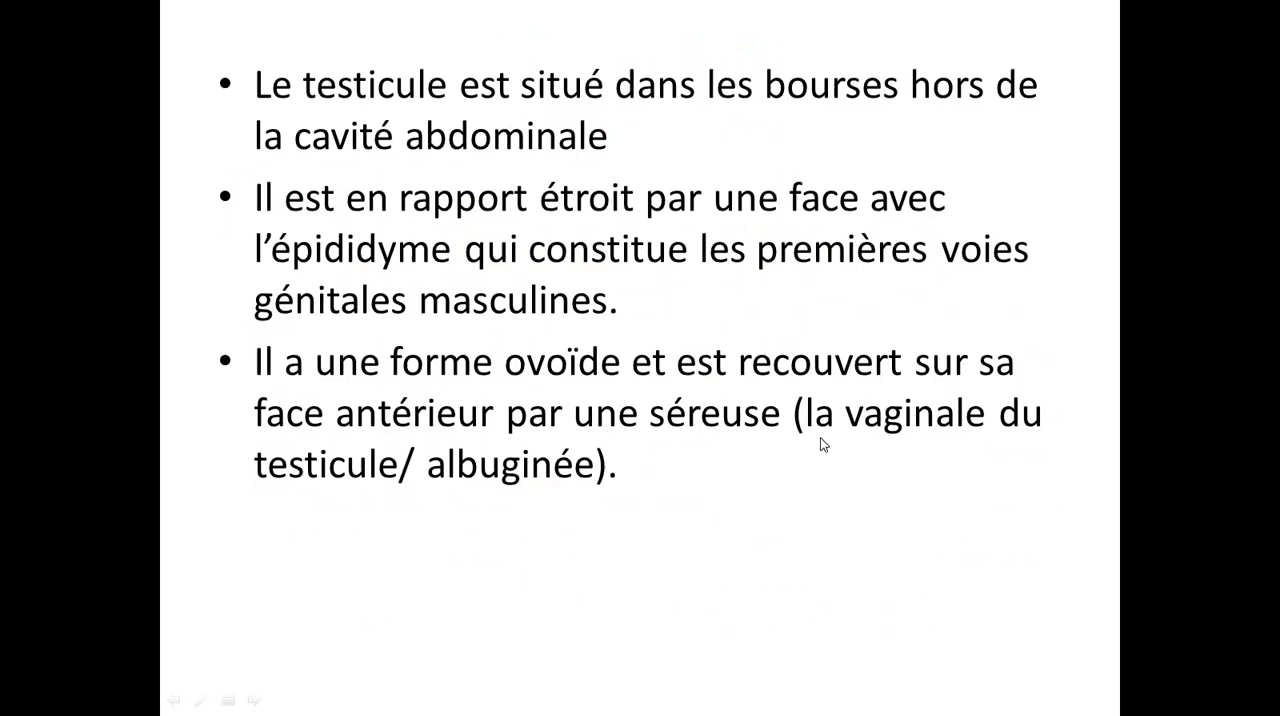 • Le testicule est situé dans les bourses hors de
la cavité abdominale
• Il est en rapport étroit par une face avec
l’épididyme qui constitue les premières voies
génitales masculines.
• Il a une forme ovoïde et est recouvert sur sa
face antérieur par une séreuse (la vaginale du
testicule/ albuginée).